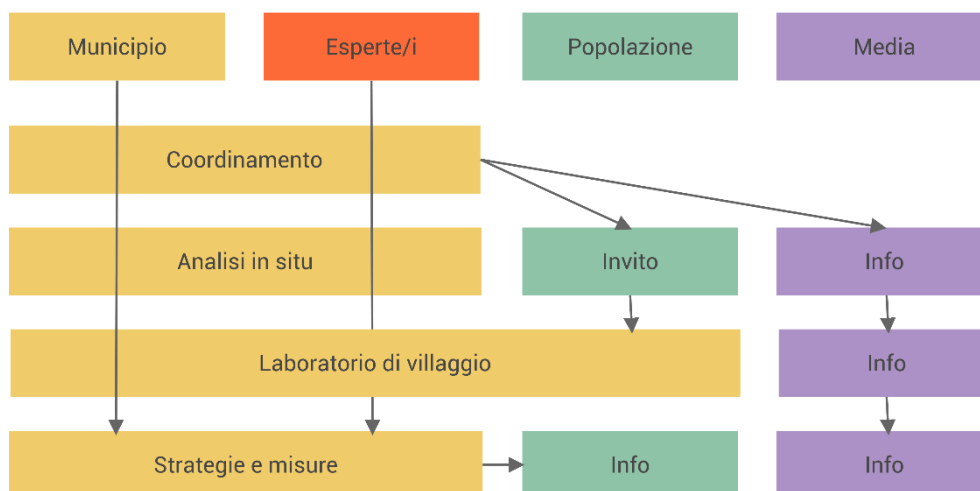 Municipio
Esperte/i
Popolazione
Media
Coordinamento
Analisi in situ
Invito
Info
Laboratorio di villaggio
Info
Strategie e misure
Info
Info